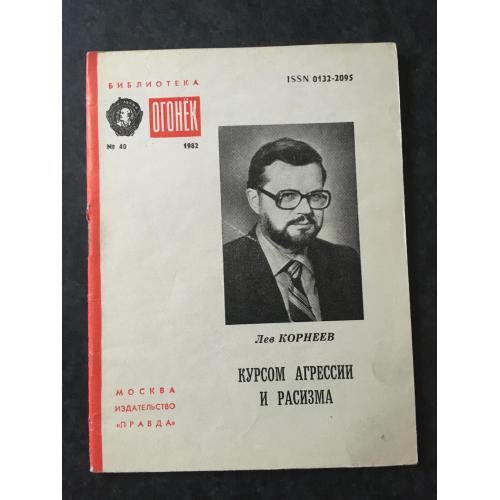 БИБЛИОТЕКА
ОГОНЁК
№ 40 1982
ISSN 0132-2095
Лев КОРНЕЕВ
КУРСОМ АГРЕССИИ
И РАСИЗМА
МОСКВА
ИЗДАТЕЛЬСТВО
«ПРАВДА»